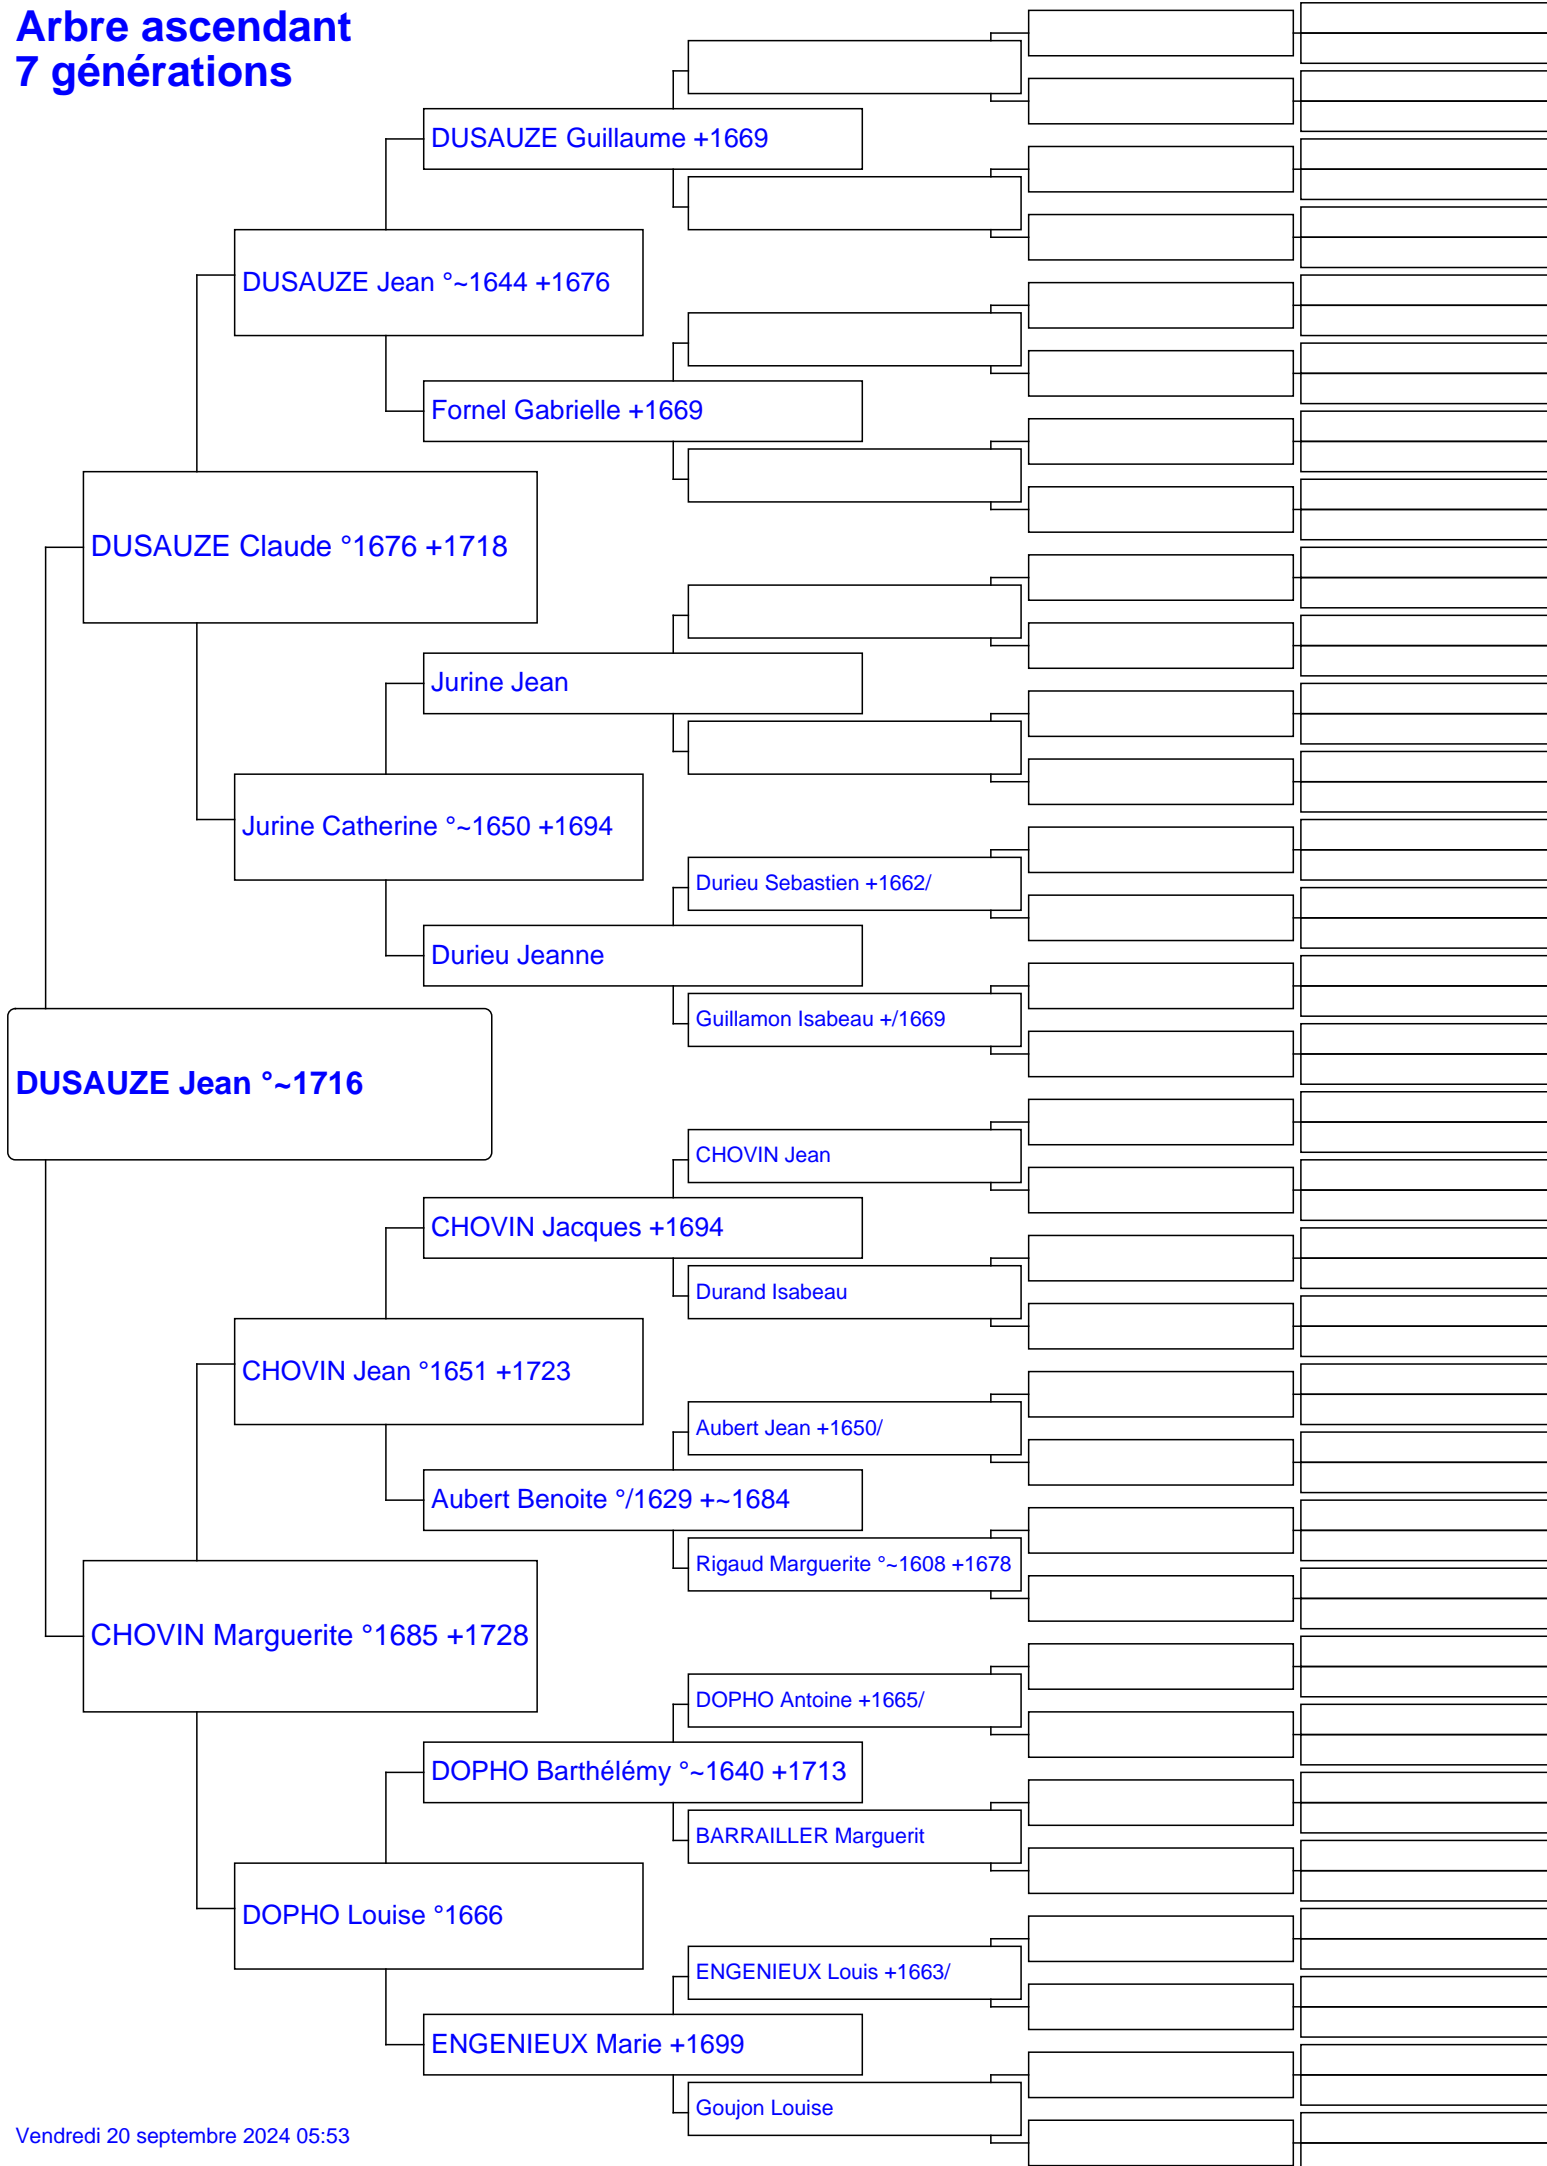 Arbre ascendant
7 générations
DUSAUZE Guillaume +1669
DUSAUZE Jean °~1644 +1676
Fornel Gabrielle +1669
DUSAUZE Claude °1676 +1718
Jurine Jean
Jurine Catherine °~1650 +1694
Durieu Sebastien +1662/
Durieu Jeanne
Guillamon Isabeau +/1669
DUSAUZE Jean °~1716
CHOVIN Jean
CHOVIN Jacques +1694
Durand Isabeau
CHOVIN Jean °1651 +1723
Aubert Jean +1650/
Aubert Benoite °/1629 +~1684
Rigaud Marguerite °~1608 +1678
CHOVIN Marguerite °1685 +1728
DOPHO Antoine +1665/
DOPHO Barthélémy °~1640 +1713
BARRAILLER Marguerit
DOPHO Louise °1666
ENGENIEUX Louis +1663/
ENGENIEUX Marie +1699
Goujon Louise
Vendredi 20 septembre 2024 05:53